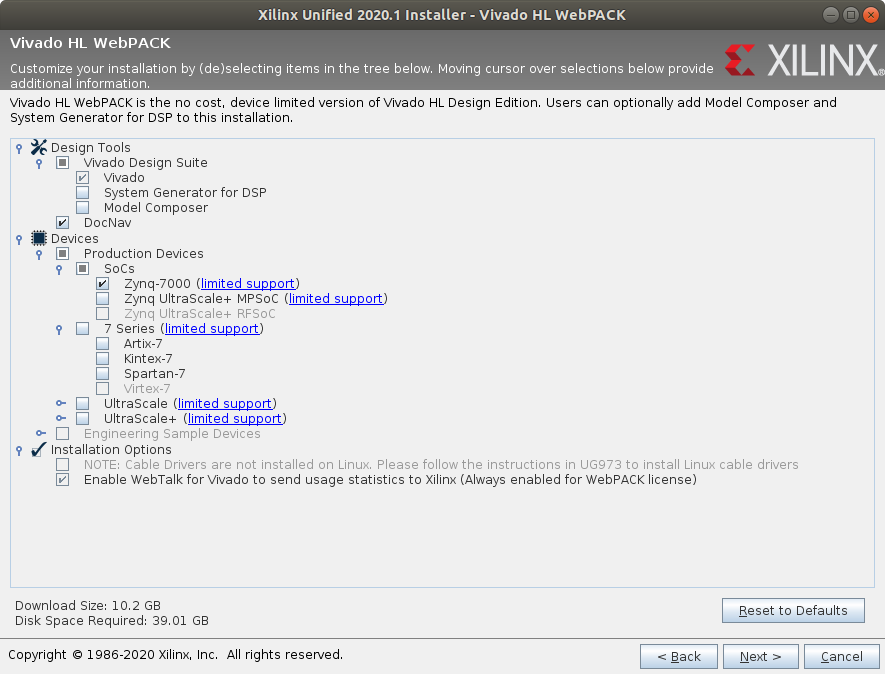 Xilinx Unified 2020.1 Installer - Vivado HL WebPACK
Vivado HL WebPACK
Customize your installation by (de)selecting items in the tree below. Moving cursor over selections below provide
additional information.
XILINX®
Vivado HL WebPACK is the no cost, device limited version of Vivado HL Design Edition. Users can optionally add Model Composer and
System Generator for DSP to this installation.
Design Tools
Vivado Design Suite
Vivado
System Generator for DSP
Model Composer
DocNav
Devices
Production Devices
SoCs
Zynq-7000 (limited support)
Zynq UltraScale+ MPSoC (limited support)
Zynq UltraScale+ RFSoC
7 Series (limited support)
Artix-7
Kintex-7
Spartan-7
Virtex-7
UltraScale (limited support)
UltraScale+ (limited support)
Engineering Sample Devices
Installation Options
NOTE: Cable Drivers are not installed on Linux. Please follow the instructions in UG973 to install Linux cable drivers
Enable WebTalk for Vivado to send usage statistics to Xilinx (Always enabled for WebPACK license)
Download Size: 10.2 GB
Disk Space Required: 39.01 GB
Reset to Defaults
Copyright © 1986-2020 Xilinx, Inc. All rights reserved.
< Back
Next >
Cancel